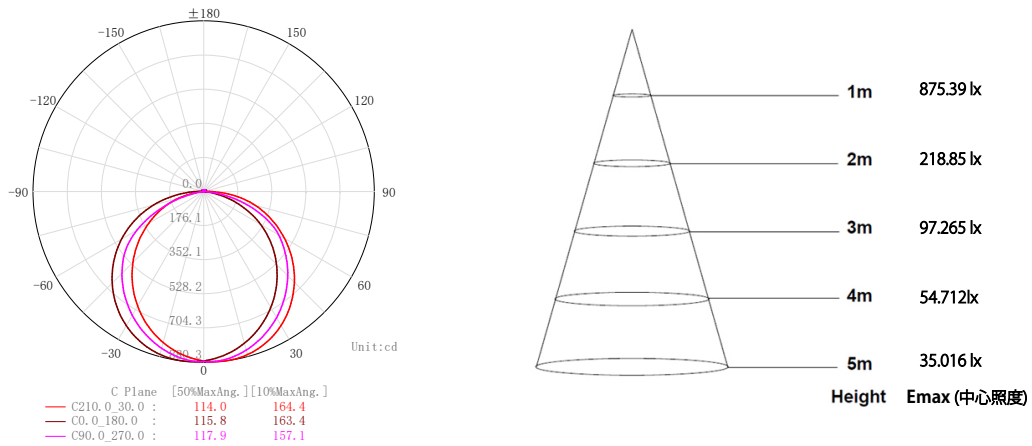 ±180
-150
150
-120
120
-90
90
-60
60
-30
30
0
0.0
176.1
352.1
528.2
704.3
Unit:cd
C Plane [50%MaxAng.][10%MaxAng.]
C210.0_30.0 : 114.0 164.4
C0.0_180.0 : 115.8 163.4
C90.0_270.0 : 117.9 157.1
1m 875.39 lx
2m 218.85 lx
3m 97.265 lx
4m 54.712lx
5m 35.016 lx
Height Emax (中心照度)